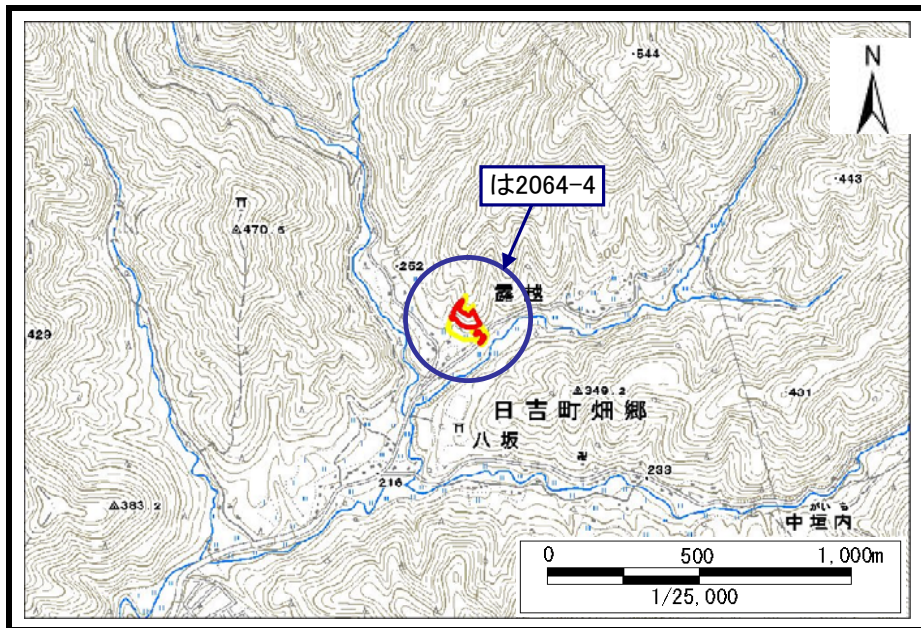 ・544
N
・443
は2064-4
△470.5
・252
露越
429
△349.2
・431
日吉町畑郷
八坂
216
233
△383.2
がいち
中垣内
0 500 1,000m
1/25,000